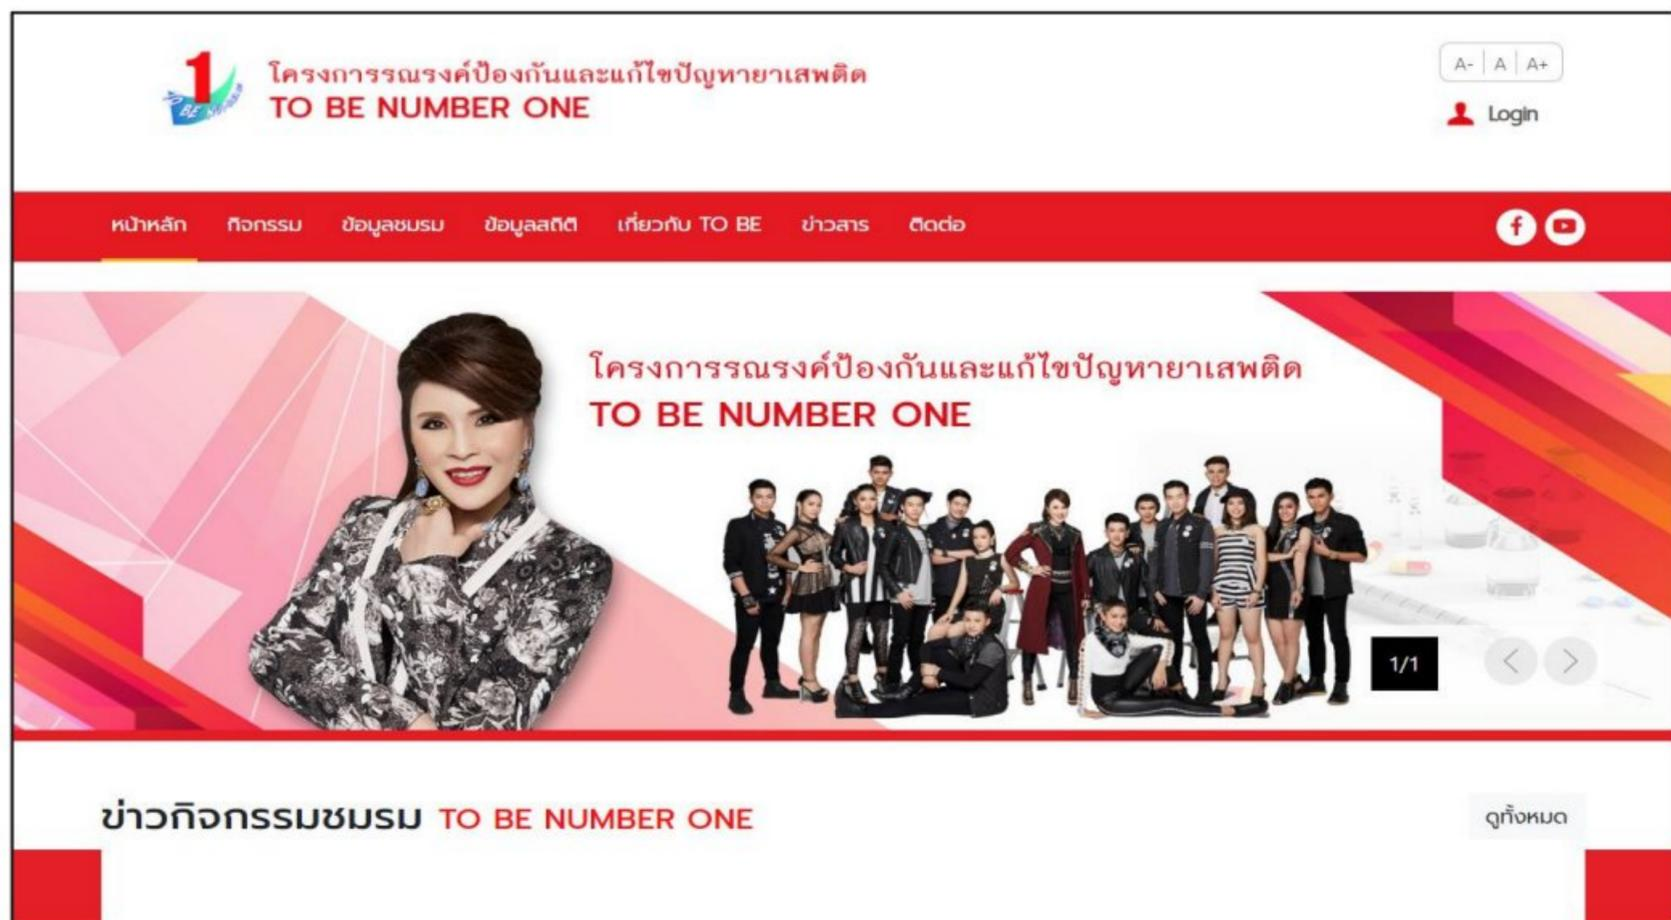 โครงการรณรงค์ป้องกันและแก้ไขปัญหายาเสพติด
TO BE NUMBER ONE
A- | A | A+
Login
หน้าหลัก กิจกรรม ข้อมูลชมรม ข้อมูลสถิติ เกี่ยวกับ TO BE ข่าวสาร ติดต่อ
โครงการรณรงค์ป้องกันและแก้ไขปัญหายาเสพติด
TO BE NUMBER ONE
1/1
ข่าวกิจกรรมชมรม TO BE NUMBER ONE
ดูทั้งหมด